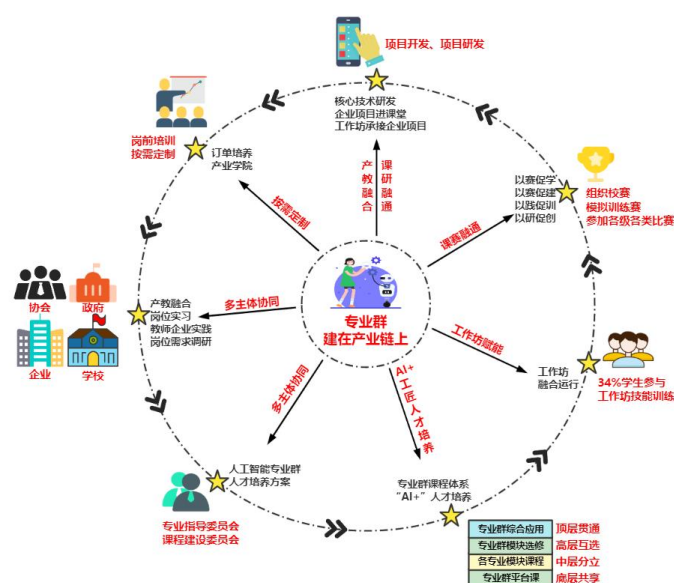 项目开发、项目研发
核心技术研发
企业项目进课堂
工作坊承接企业项目
产教融合
课研融通
岗前培训
按需定制
订单培养
产业学院
按需定制
以赛促学
以赛促建
以践促训
以研促创
组织校赛
模拟训练赛
参加各级各类比赛
课赛融通
协会
政府
企业
学校
产教融合
岗位实习
教师企业实践
岗位需求调研
多主体协同
专业群
建在产业链上
工作坊赋能
工作坊
融合运行
34%学生参与
工作坊技能训练
多主体协同
AI+工匠人才培养
人工智能专业群
人才培养方案
专业指导委员会
课程建设委员会
专业群课程体系
“AI+”人才培养
专业群综合应用 顶层贯通
专业群模块选修 高层互选
各专业模块课程 中层分立
专业群平台课 底层共享